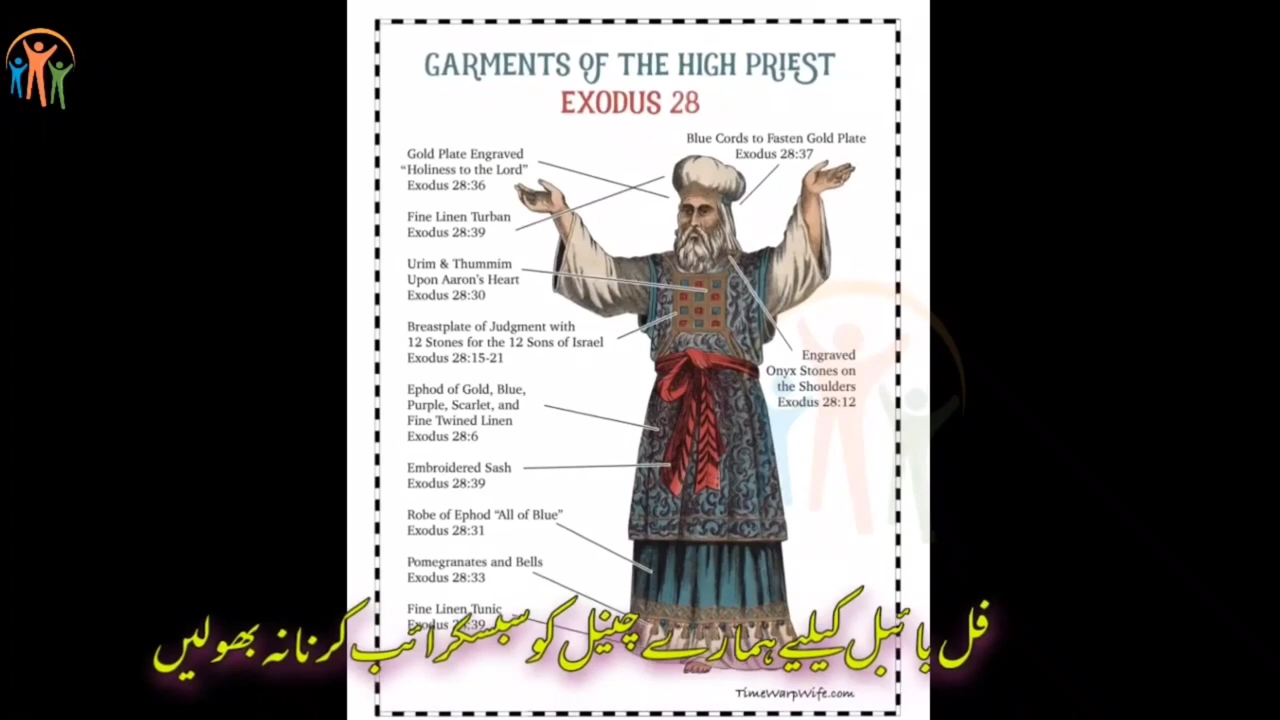 GARMENTS OF THE HIGH PRIEST
EXODUS 28
Blue Cords to Fasten Gold Plate
Exodus 28:37
Gold Plate Engraved
“Holiness to the Lord”
Exodus 28:36
Fine Linen Turban
Exodus 28:39
Urim & Thummim
Upon Aaron's Heart
Exodus 28:30
Breastplate of Judgment with
12 Stones for the 12 Sons of Israel
Exodus 28:15-21
Engraved
Onyx Stones on
the Shoulders
Exodus 28:12
Ephod of Gold, Blue,
Purple, Scarlet, and
Fine Twined Linen
Exodus 28:6
Embroidered Sash
Exodus 28:39
Robe of Ephod “All of Blue”
Exodus 28:31
Pomegranates and Bells
Exodus 28:33
Fine Linen Tunic
Exodus 28:39
فل بائبل کیلیے ہمارے چینل کو سبسکرائب کرنا نہ بھولیں
TimeWarpWife.com